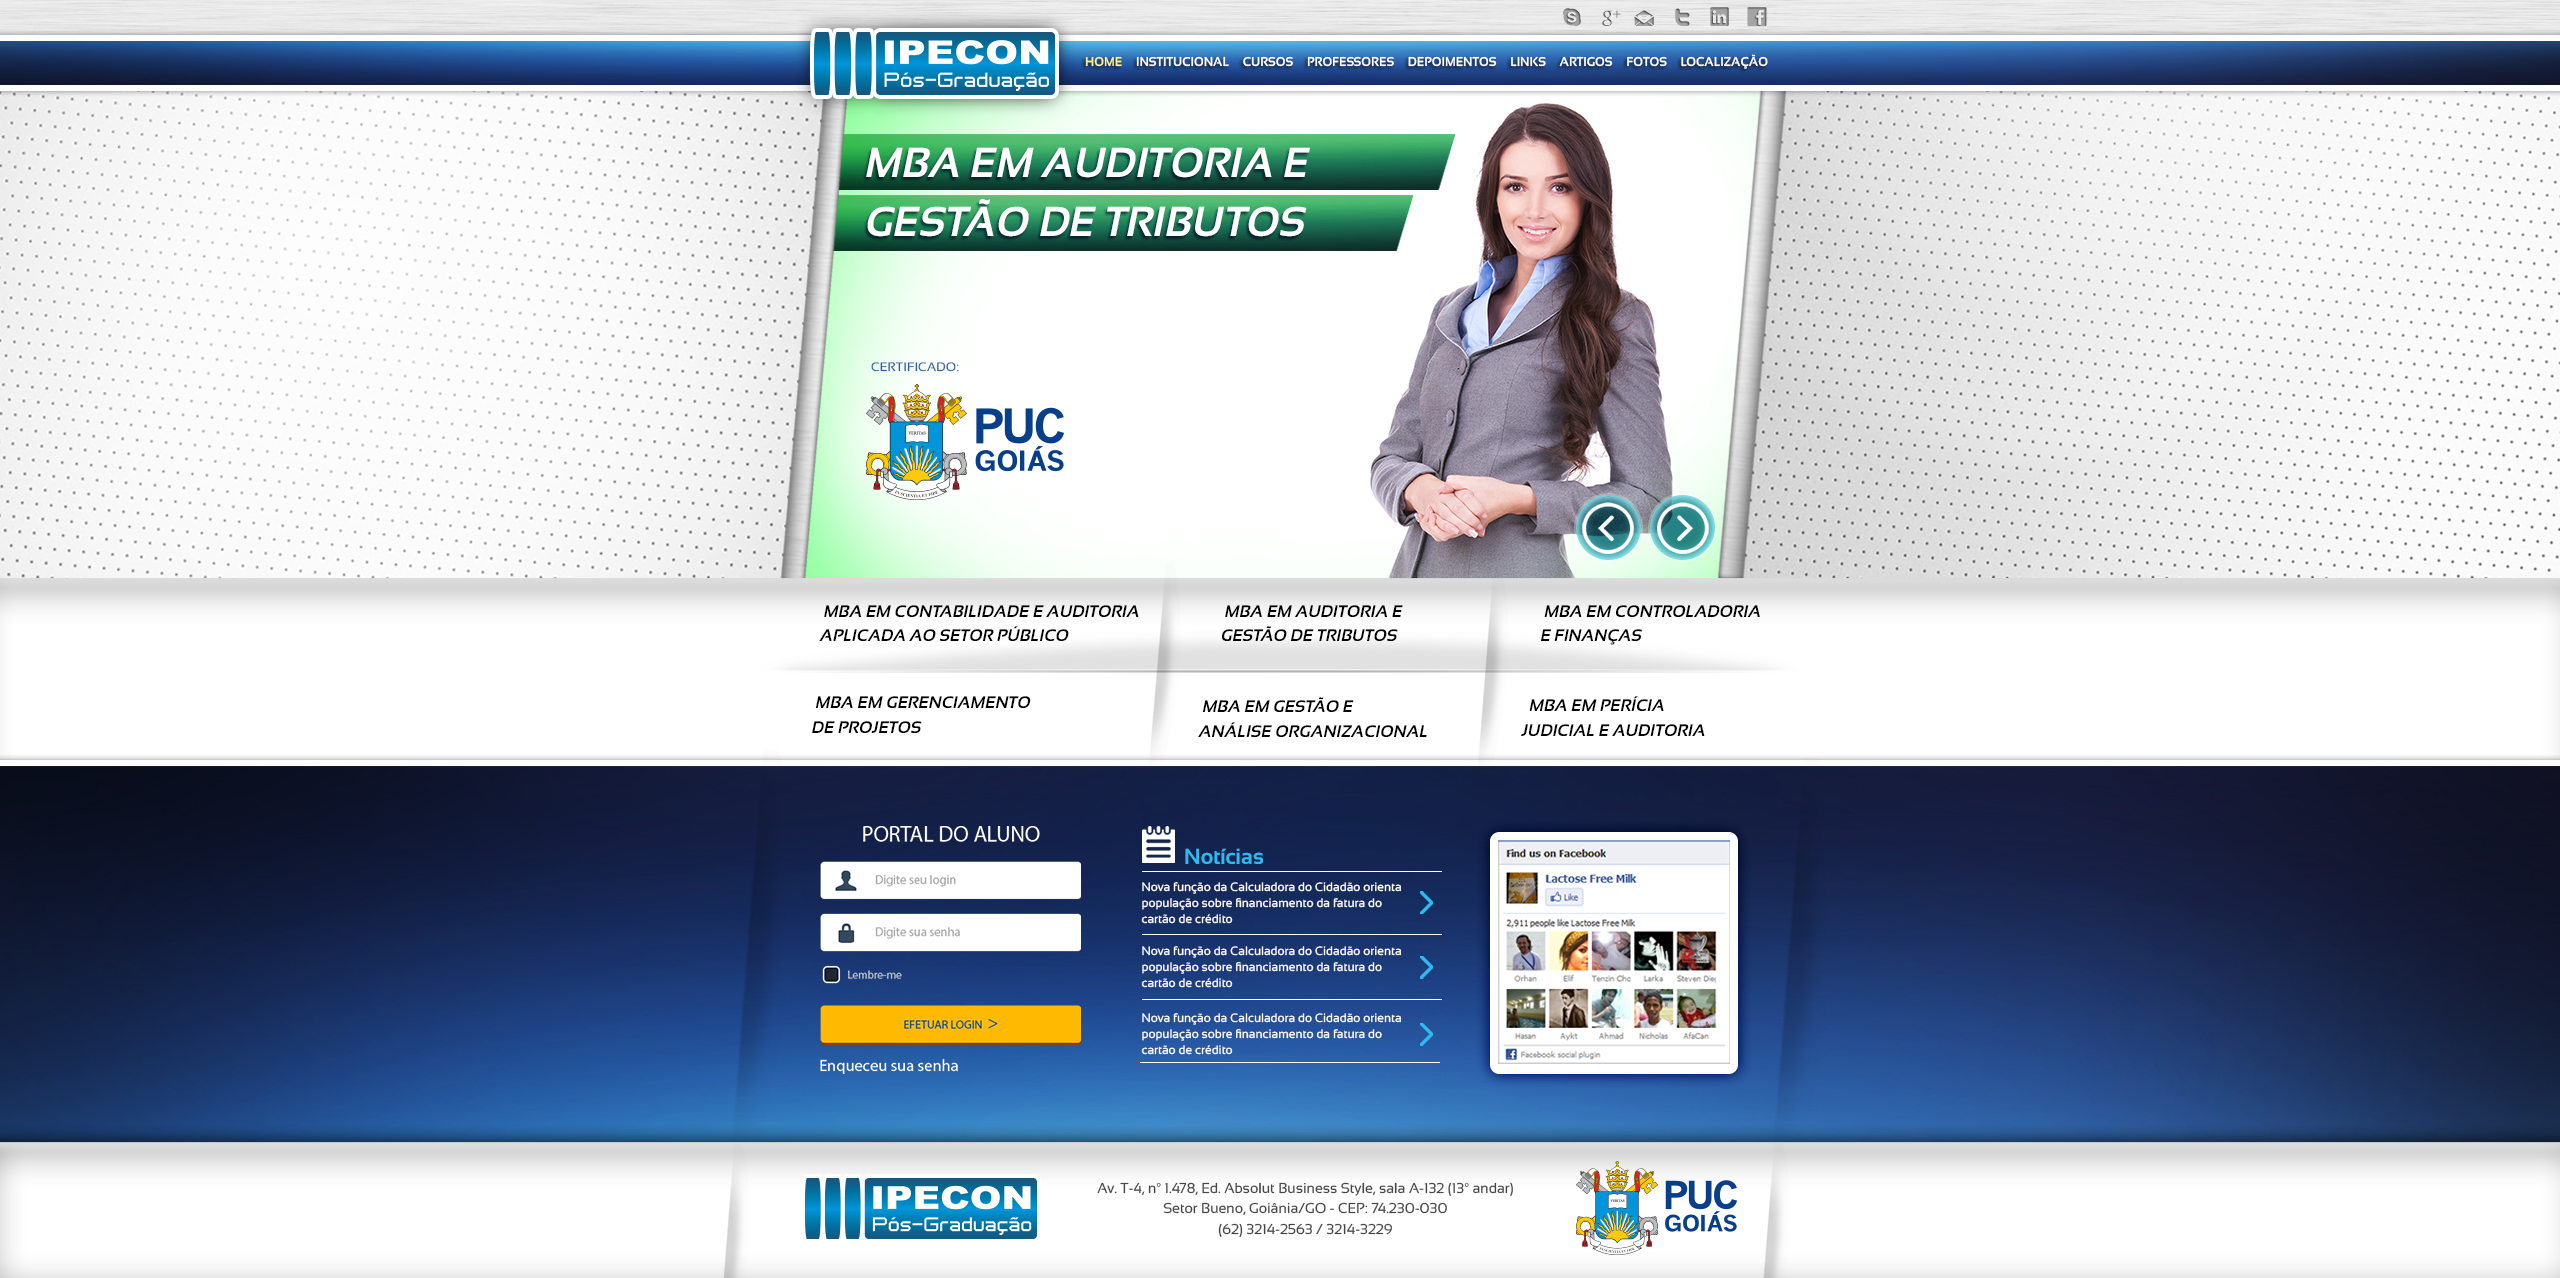 IPECON
Pós-Graduação
HOME INSTITUCIONAL CURSOS PROFESSORES DEPOIMENTOS LINKS ARTIGOS FOTOS LOCALIZAÇÃO
MBA EM AUDITORIA E
GESTÃO DE TRIBUTOS
CERTIFICADO:
VERITAS
PUC
GOIÁS
MBA EM CONTABILIDADE E AUDITORIA
APLICADA AO SETOR PÚBLICO
MBA EM AUDITORIA E
GESTÃO DE TRIBUTOS
MBA EM CONTROLADORIA
E FINANÇAS
MBA EM GERENCIAMENTO
DE PROJETOS
MBA EM GESTÃO E
ANÁLISE ORGANIZACIONAL
MBA EM PERÍCIA
JUDICIAL E AUDITORIA
PORTAL DO ALUNO
Digite seu login
Digite sua senha
Lembre-me
EFETUAR LOGIN >
Enqueceu sua senha
Notícias
Nova função da Calculadora do Cidadão orienta
população sobre financiamento da fatura do
cartão de crédito
Nova função da Calculadora do Cidadão orienta
população sobre financiamento da fatura do
cartão de crédito
Nova função da Calculadora do Cidadão orienta
população sobre financiamento da fatura do
cartão de crédito
Find us on Facebook
Lactose Free Milk
Like
2,911 people like Lactose Free Milk
Orhan Elif Tenzin Cho Larka Steven Die
Hasan Aykt Ahmad Nicholas AfaCan
Facebook social plugin
IPECON
Pós-Graduação
Av. T-4, nº 1.478, Ed. Absolut Business Style, sala A-132 (13º andar)
Setor Bueno, Goiânia/GO - CEP: 74.230-030
(62) 3214-2563 / 3214-3229
PUC
GOIÁS